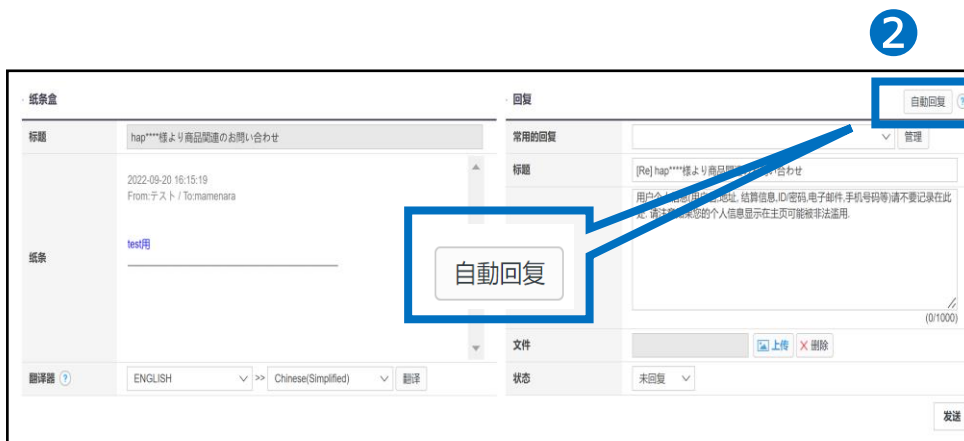 2
纸条盒
标题
hap****様より商品関連のお問い合わせ
纸条
2022-09-20 16:15:19
From:テスト / To:mamenara
test用
翻译器 ?
ENGLISH >> Chinese(Simplified) 翻译
回复
自動回复 ?
常用的回复
管理
标题
[Re] hap****様より商品 わせ
用户个 信息(用户 地址, 结算信息,ID/密码,电子邮件,手机号码等)请不要记录在此
处. 请注意 果您的个人信息显示在主页可能被非法滥用.
自動回复
(0/1000)
文件
上传 删除
状态
未回复
发送